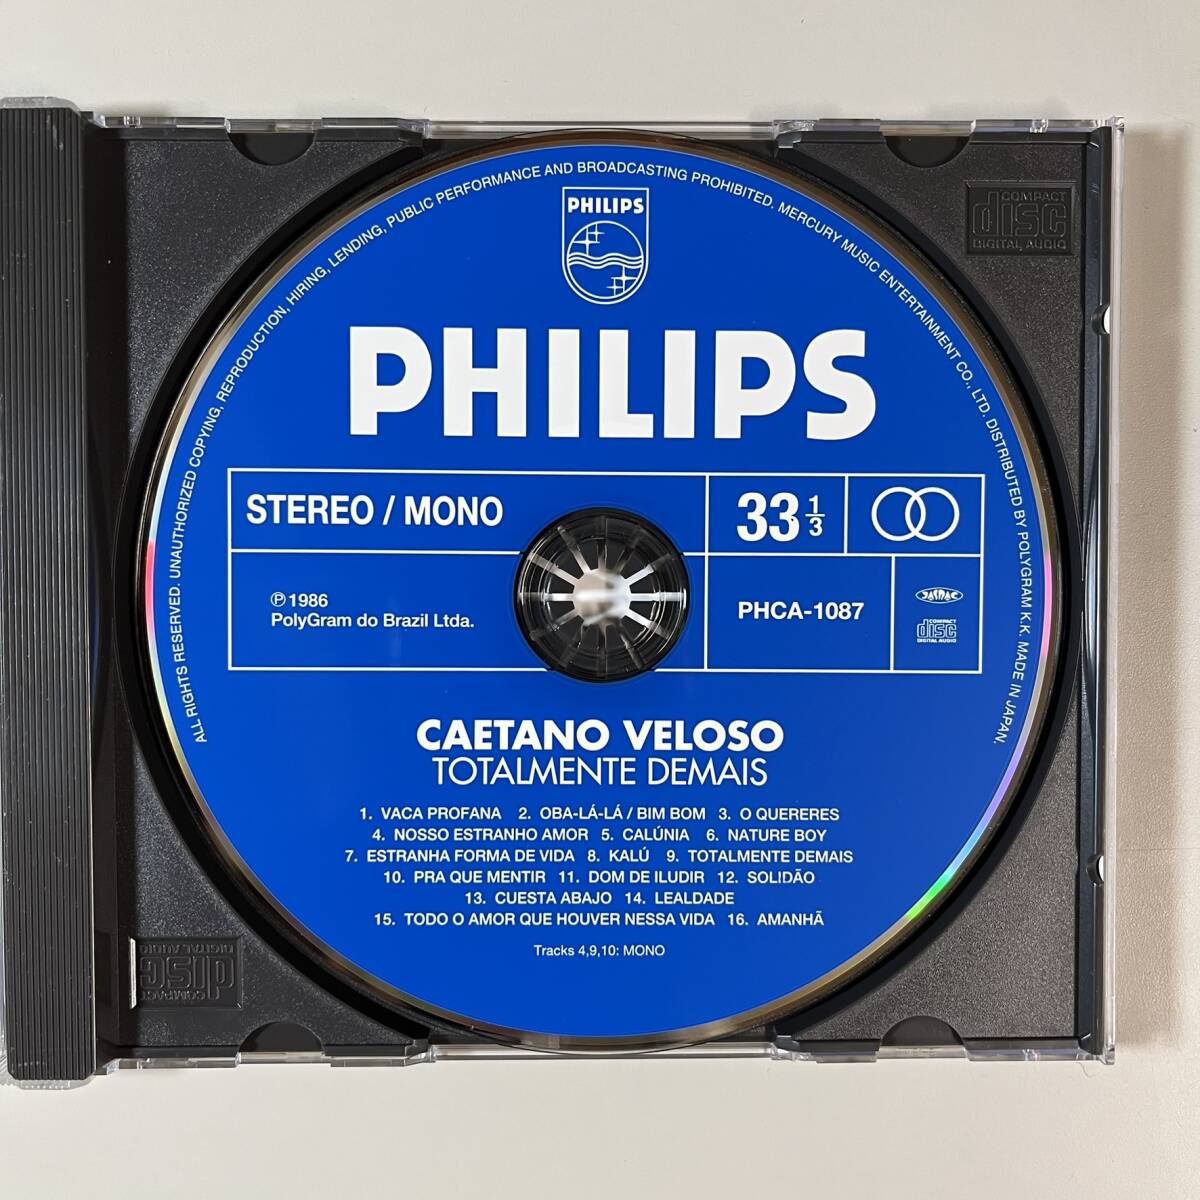 ALL RIGHTS RESERVED. UNAUTHORIZED COPYING, REPRODUCTION, HIRING, LENDING, PUBLIC PERFORMANCE AND BROADCASTING PROHIBITED. MERCURY MUSIC ENTERTAINMENT CO., LTD. DISTRIBUTED BY POLYGRAM K.K. MADE IN JAPAN.
PHILIPS
PHILIPS
STEREO / MONO
33 1/3
℗ 1986
PolyGram do Brazil Ltda.
PHCA-1087
JASRAC
COMPACT
disc
DIGITAL AUDIO
CAETANO VELOSO
TOTALMENTE DEMAIS
1. VACA PROFANA 2. OBA-LÁ-LÁ / BIM BOM 3. O QUERERES
4. NOSSO ESTRANHO AMOR 5. CALÚNIA 6. NATURE BOY
7. ESTRANHA FORMA DE VIDA 8. KALÚ 9. TOTALMENTE DEMAIS
10. PRA QUE MENTIR 11. DOM DE ILUDIR 12. SOLIDÃO
13. CUESTA ABAJO 14. LEALDADE
15. TODO O AMOR QUE HOUVER NESSA VIDA 16. AMANHÃ
Tracks 4,9,10: MONO
COMPACT
disc
DIGITAL AUDIO
COMPACT
disc
DIGITAL AUDIO